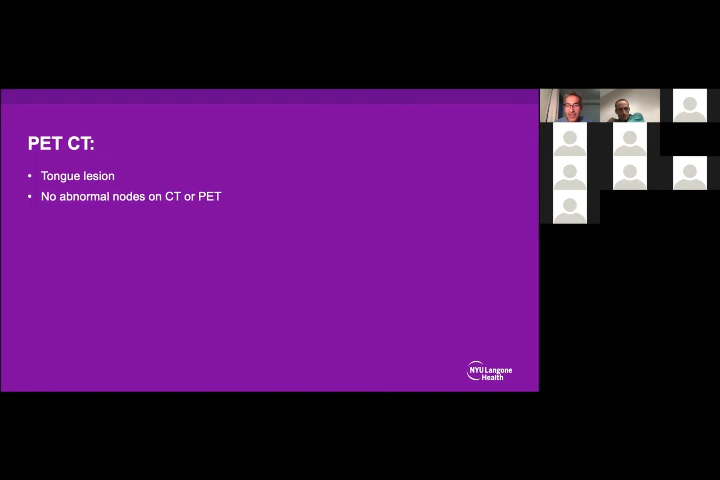 PET CT:
• Tongue lesion
• No abnormal nodes on CT or PET
NYU Langone
Health